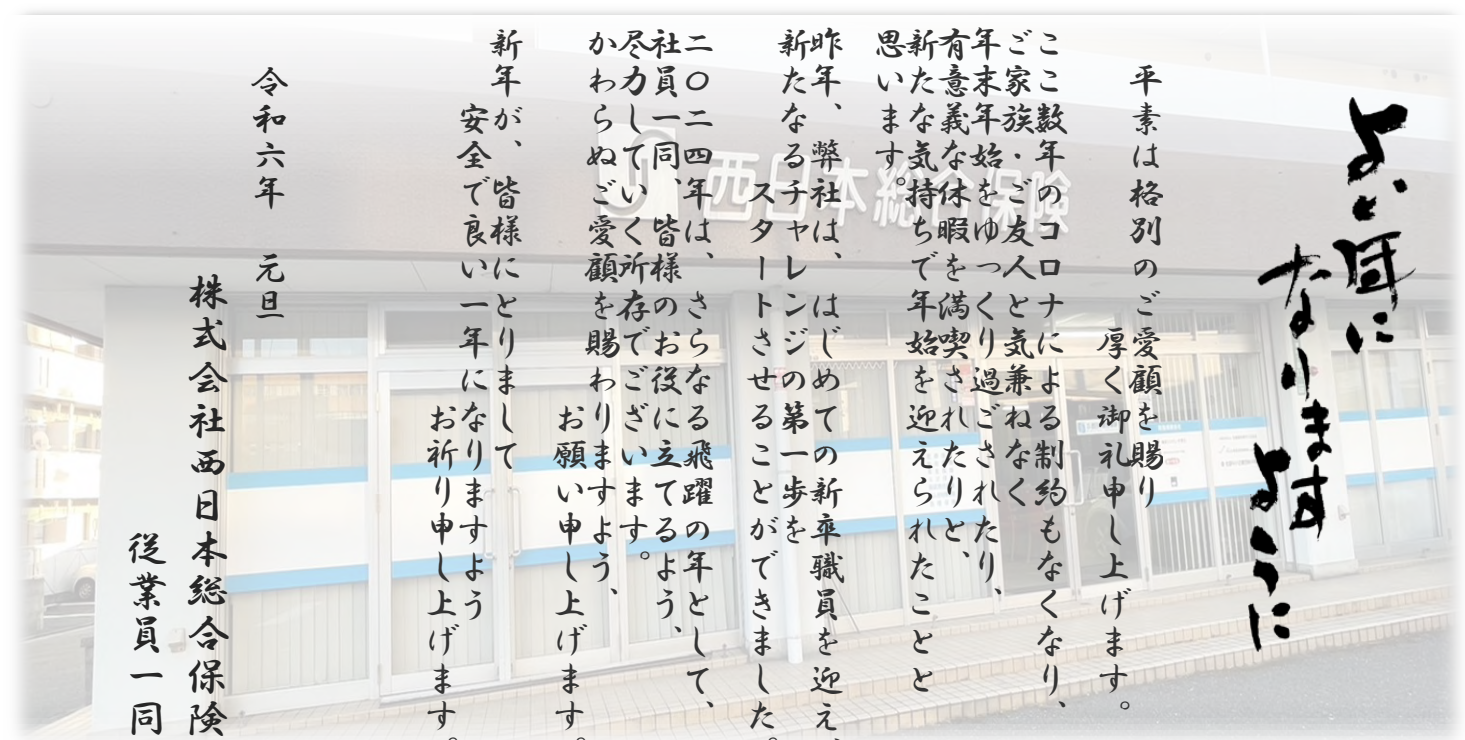 よい年に
なります
ように
平素は格別のご愛顧を賜り
厚く御礼申し上げます。
ここ数年のコロナによる制約もなくなり、
ご家族・ご友人と気兼ねなく
年末年始をゆっくり過ごされたり、
有意義な休暇を満喫されたりと、
新たな気持ちで年始を迎えられたことと
思います。
昨年、弊社は、はじめての新卒職員を迎え、
新たなるチャレンジの第一歩を
スタートさせることができました。
二〇二四年は、さらなる飛躍の年として、
社員一同、皆様のお役に立てるよう、
尽力していく所存でございます。
かわらぬご愛顧を賜わりますよう、
お願い申し上げます。
新年が、皆様にとりまして
安全で良い一年になりますよう
お祈り申し上げます。
令和六年 元旦
株式会社西日本総合保険
従業員一同
西日本総合保険